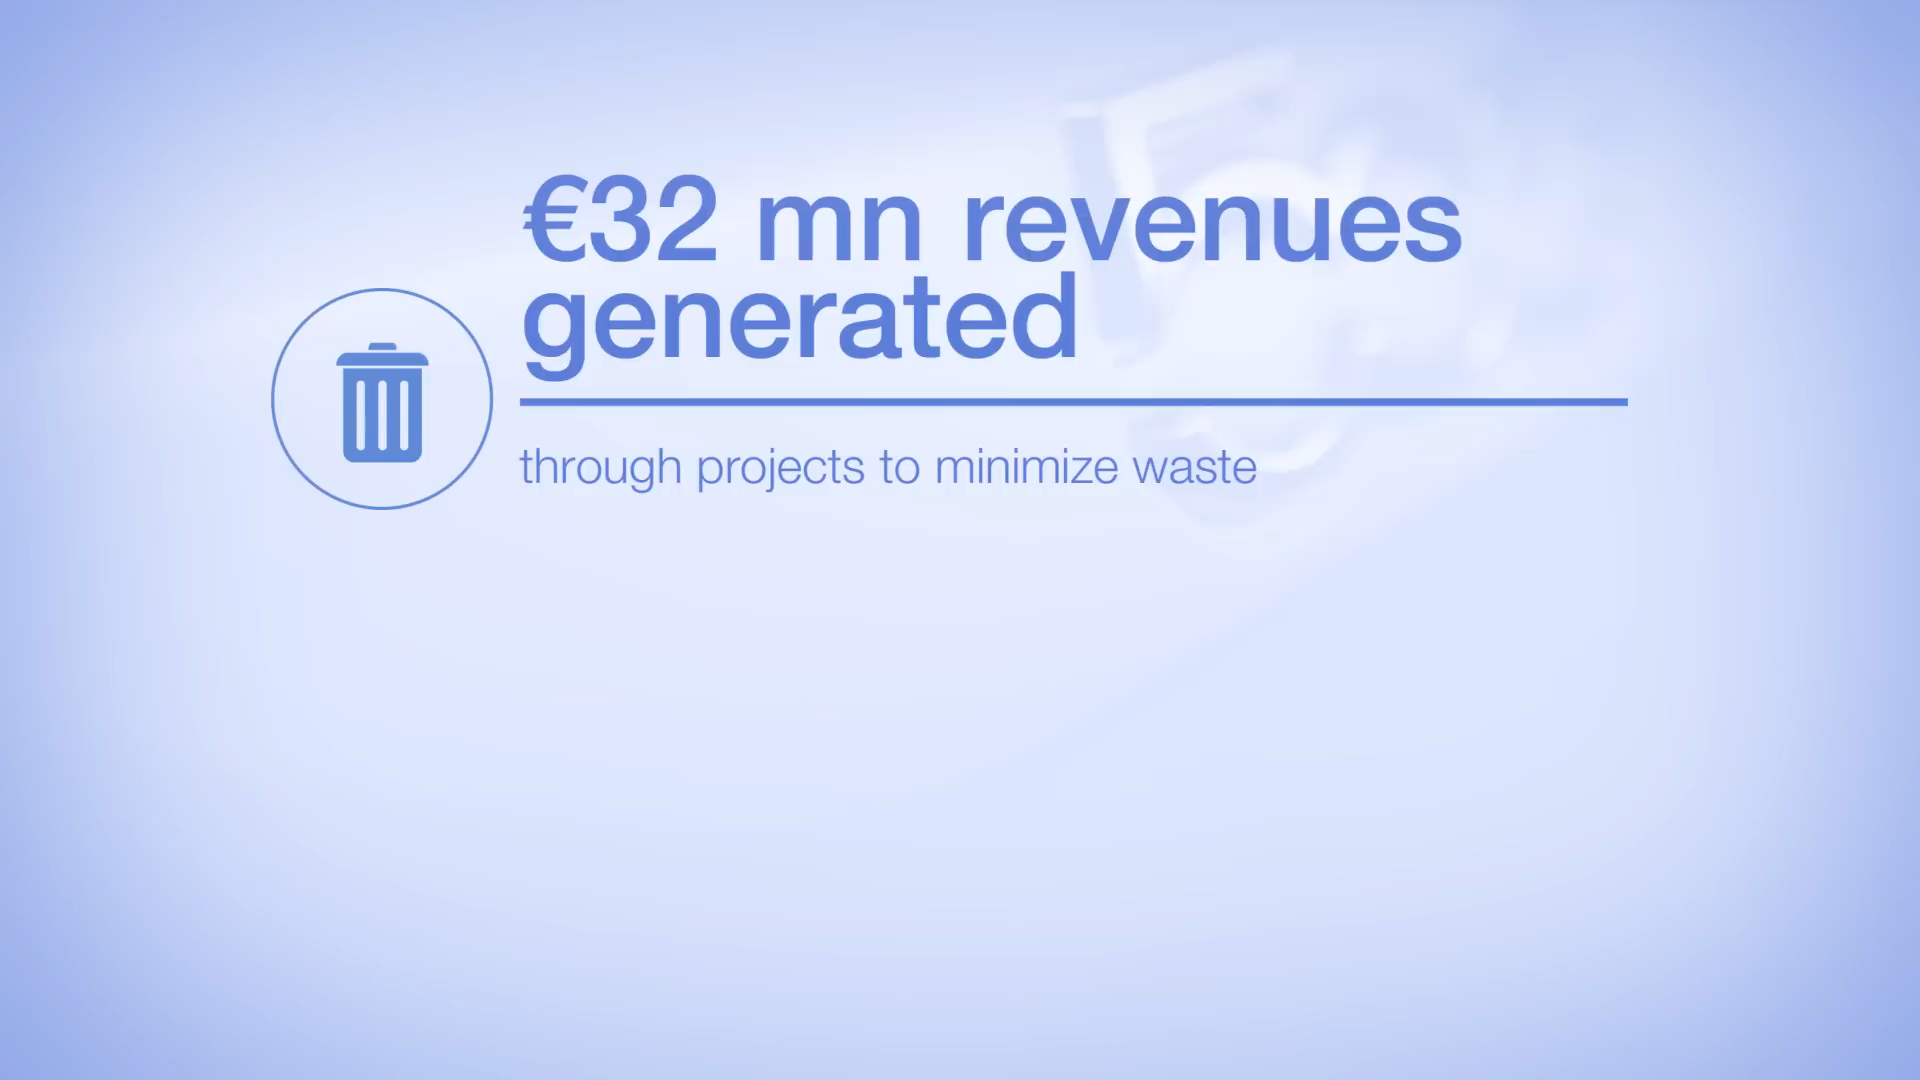 €32 mn revenues
generated
through projects to minimize waste